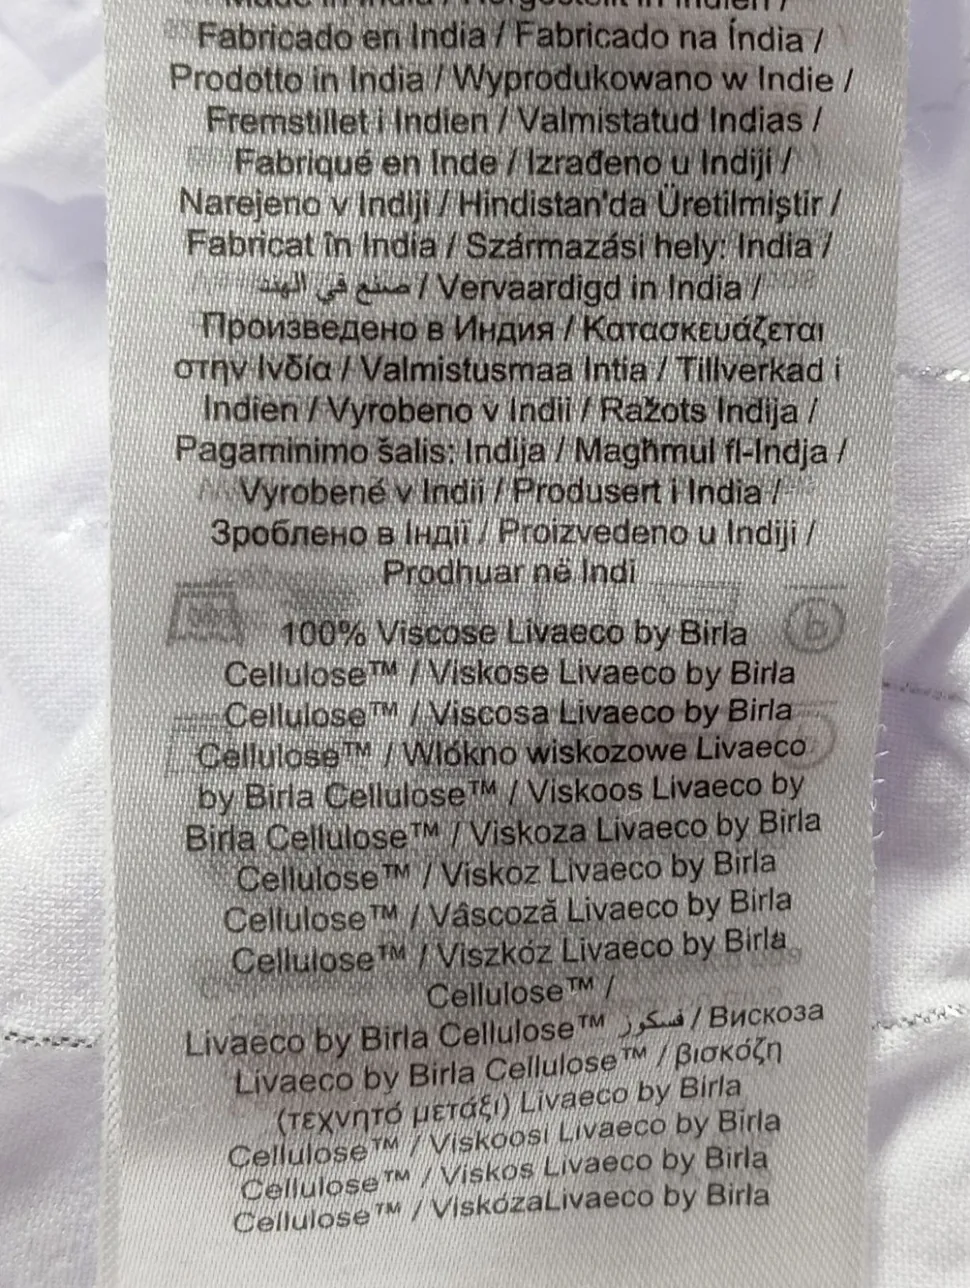 Made in India / Hergestellt in Indien /
Fabricado en India / Fabricado na Índia /
Prodotto in India / Wyprodukowano w Indie /
Fremstillet i Indien / Valmistatud Indias /
Fabriqué en Inde / Izrađeno u Indiji /
Narejeno v Indiji / Hindistan'da Üretilmiştir /
Fabricat în India / Származási hely: India /
صنع في الهند / Vervaardigd in India /
Произведено в Индия / Κατασκευάζεται
στην Ινδία / Valmistusmaa Intia / Tillverkad i
Indien / Vyrobeno v Indii / Ražots Indija /
Pagaminimo šalis: Indija / Magħmul fl-Indja /
Vyrobené v Indii / Produsert i India /
Зроблено в Індії / Proizvedeno u Indiji /
Prodhuar në Indi
100% Viscose Livaeco by Birla
Cellulose™ / Viskose Livaeco by Birla
Cellulose™ / Viscosa Livaeco by Birla
Cellulose™ / Wlókno wiskozowe Livaeco
by Birla Cellulose™ / Viskoos Livaeco by
Birla Cellulose™ / Viskoza Livaeco by Birla
Cellulose™ / Viskoz Livaeco by Birla
Cellulose™ / Vâscoză Livaeco by Birla
Cellulose™ / Viszkóz Livaeco by Birla
Cellulose™ /
Livaeco by Birla Cellulose™ فسكوز / Вискоза
Livaeco by Birla Cellulose™ / βισκόζη
(τεχνητό μετάξι) Livaeco by Birla
Cellulose™ / Viskoosi Livaeco by Birla
Cellulose™ / Viskos Livaeco by Birla
Cellulose™ / ViskózaLivaeco by Birla